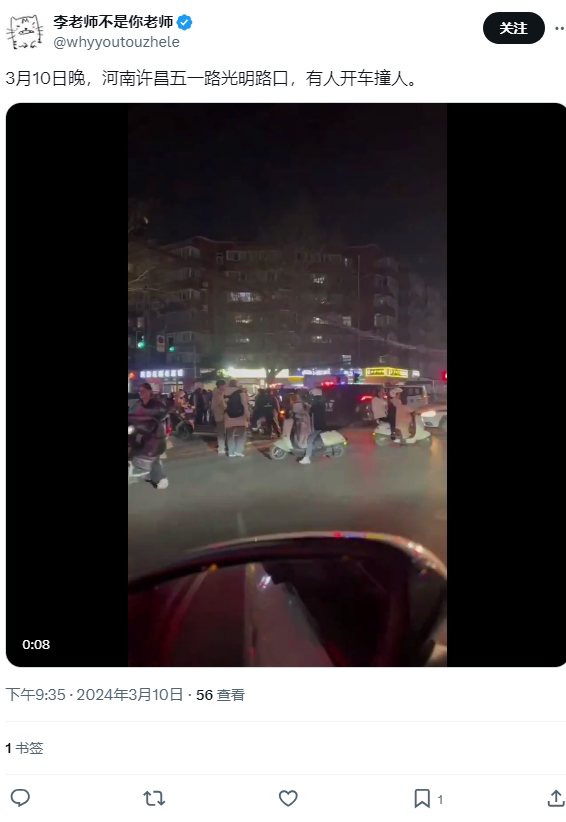 李老师不是你老师
@whyyoutouzhele
关注
3月10日晚，河南许昌五一路光明路口，有人开车撞人。
0:08
下午9:35 · 2024年3月10日 · 56 查看
1 书签
1